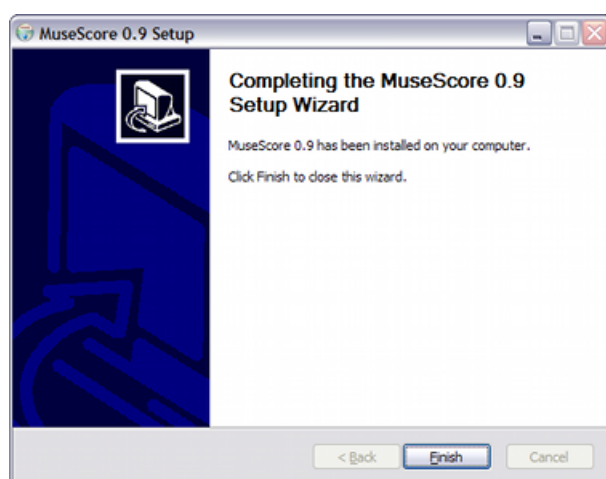 MuseScore 0.9 Setup
Completing the MuseScore 0.9
Setup Wizard
MuseScore 0.9 has been installed on your computer.
Click Finish to close this wizard.
< Back
Finish
Cancel